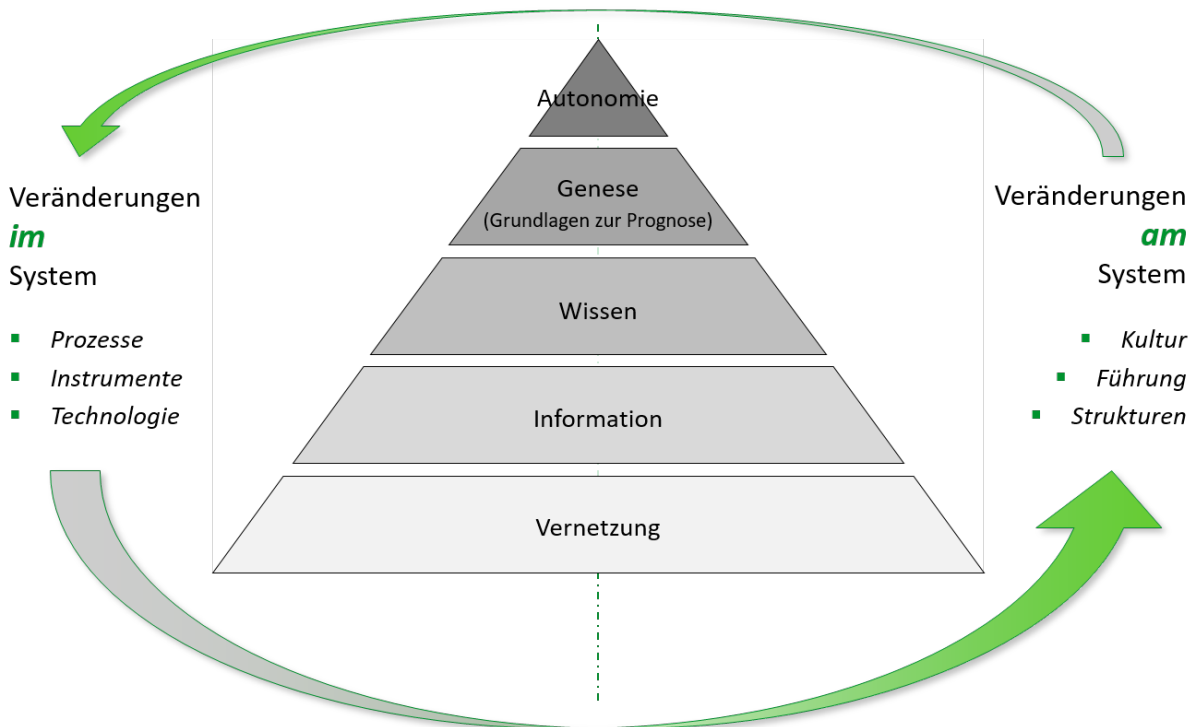 Autonomie
Genese
(Grundlagen zur Prognose)
Wissen
Information
Vernetzung
Veränderungen
im
System
▪ Prozesse
▪ Instrumente
▪ Technologie
Veränderungen
am
System
▪ Kultur
▪ Führung
▪ Strukturen